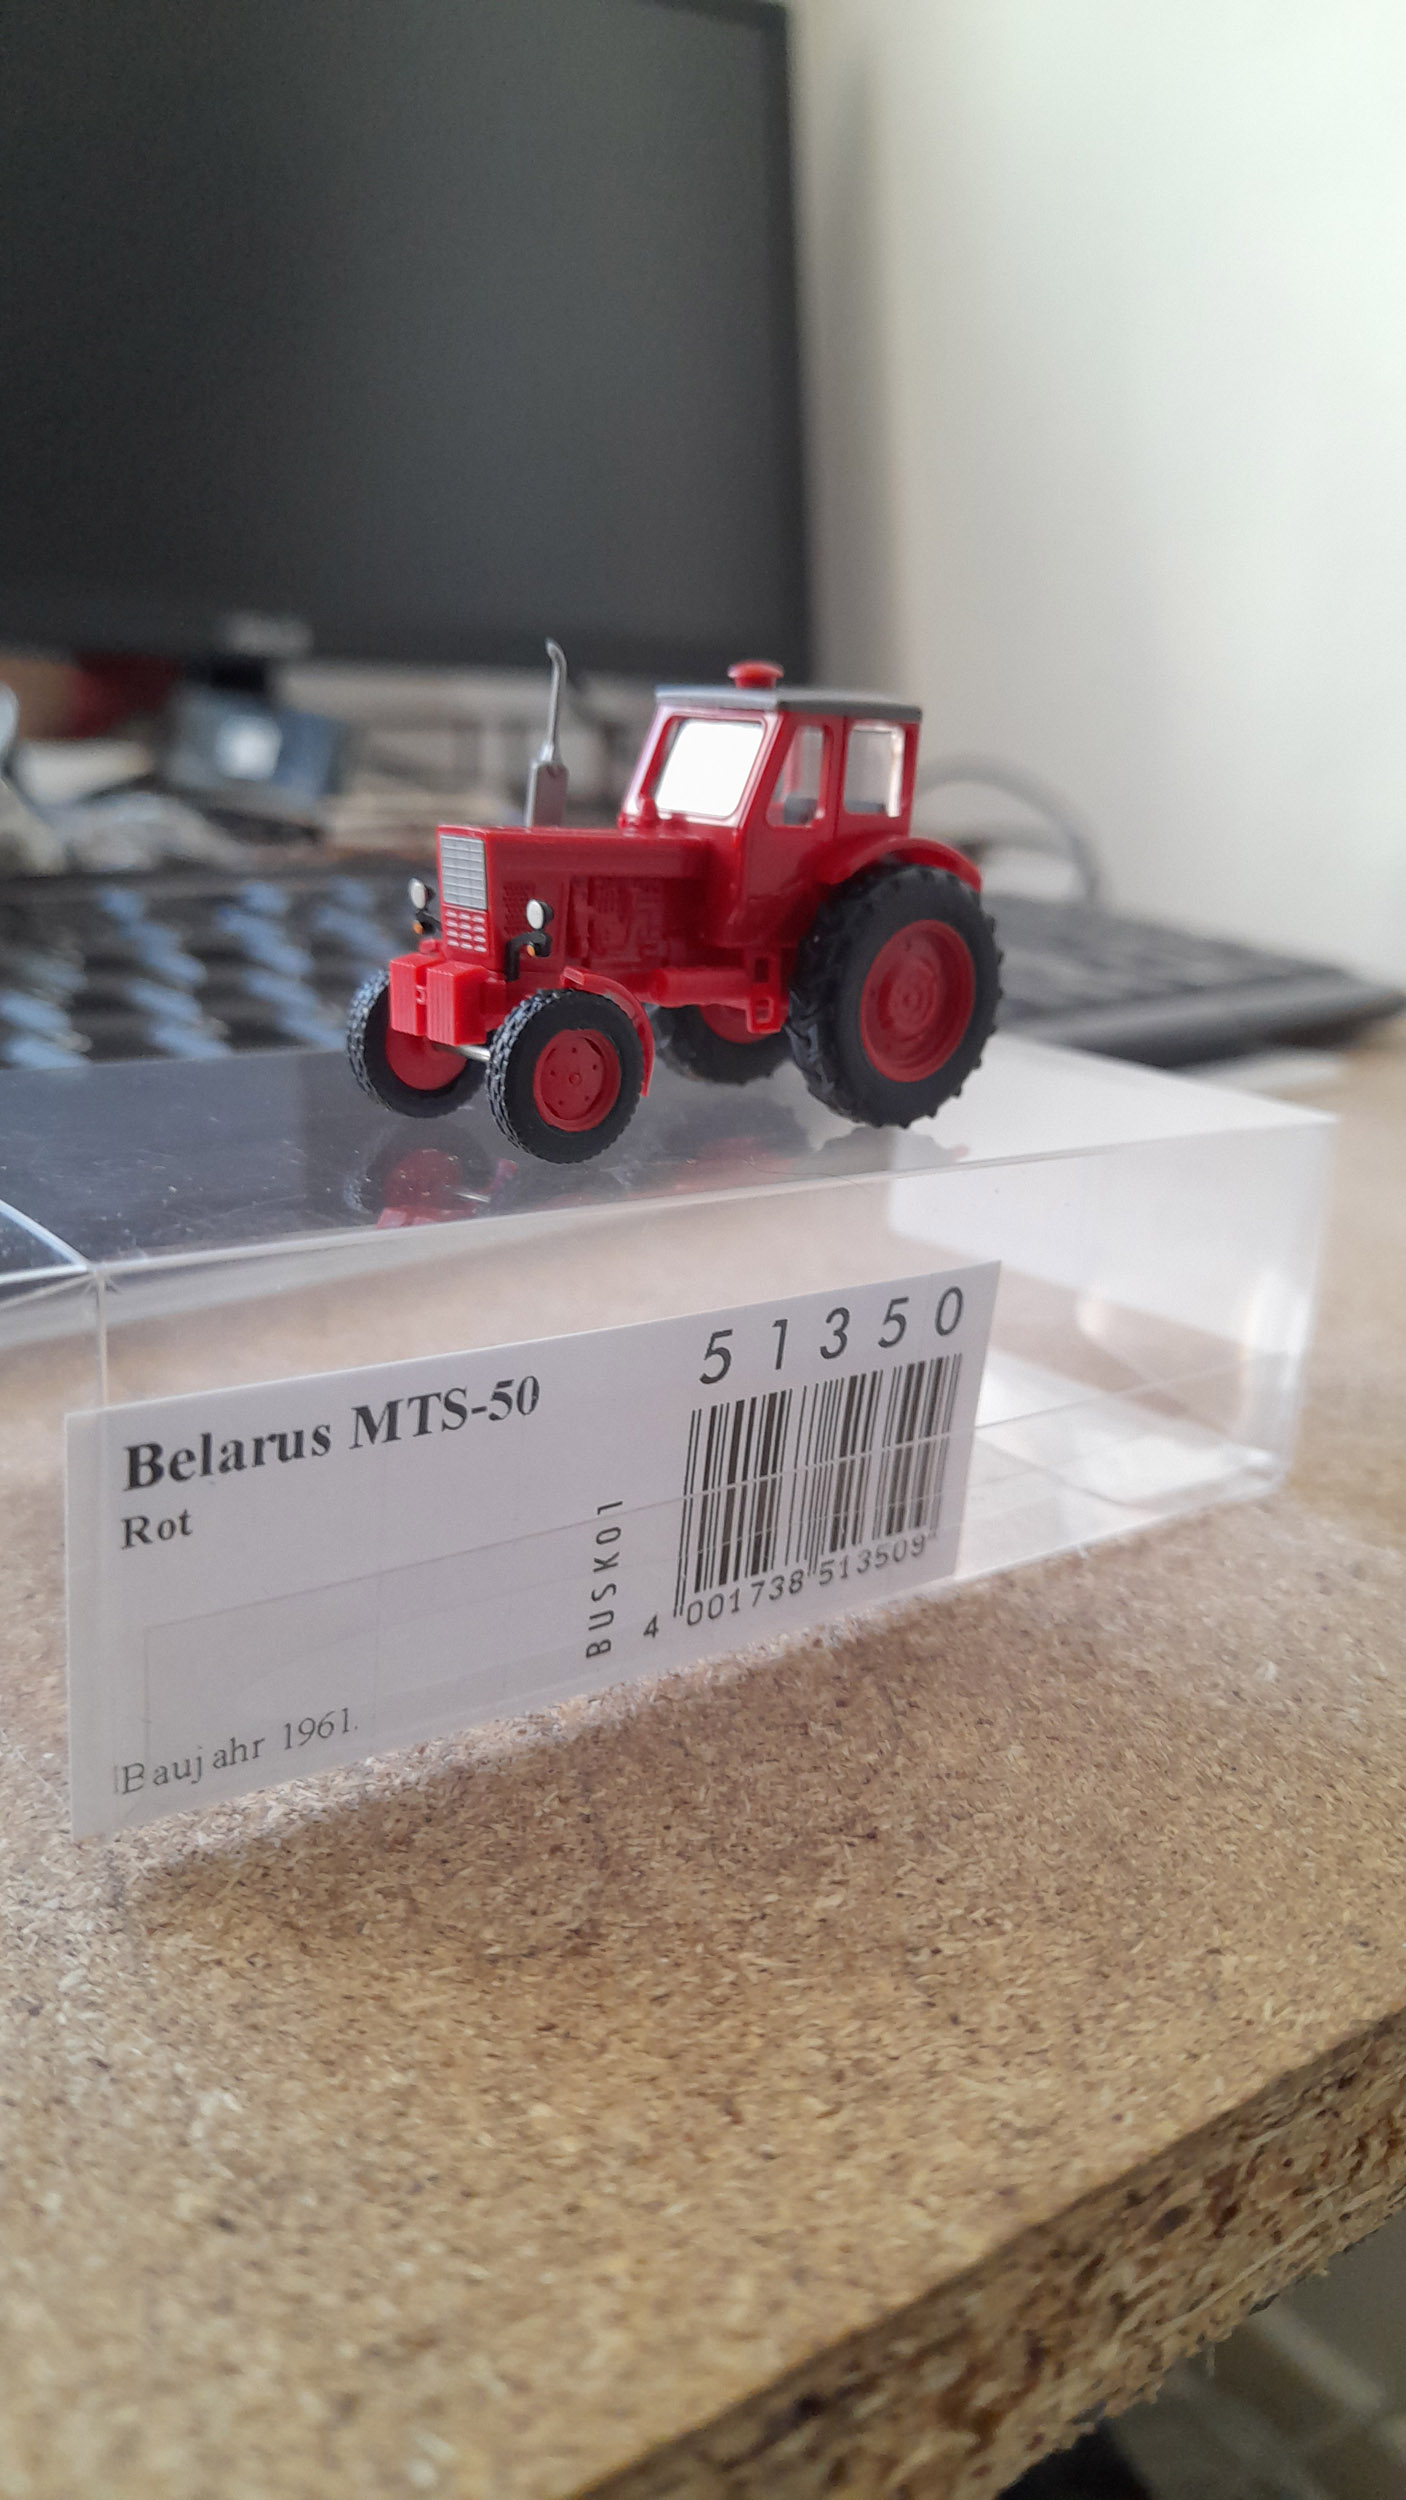 51350
Belarus MTS-50
Rot
BUSK01
4 001738 513509
Baujahr 1961.